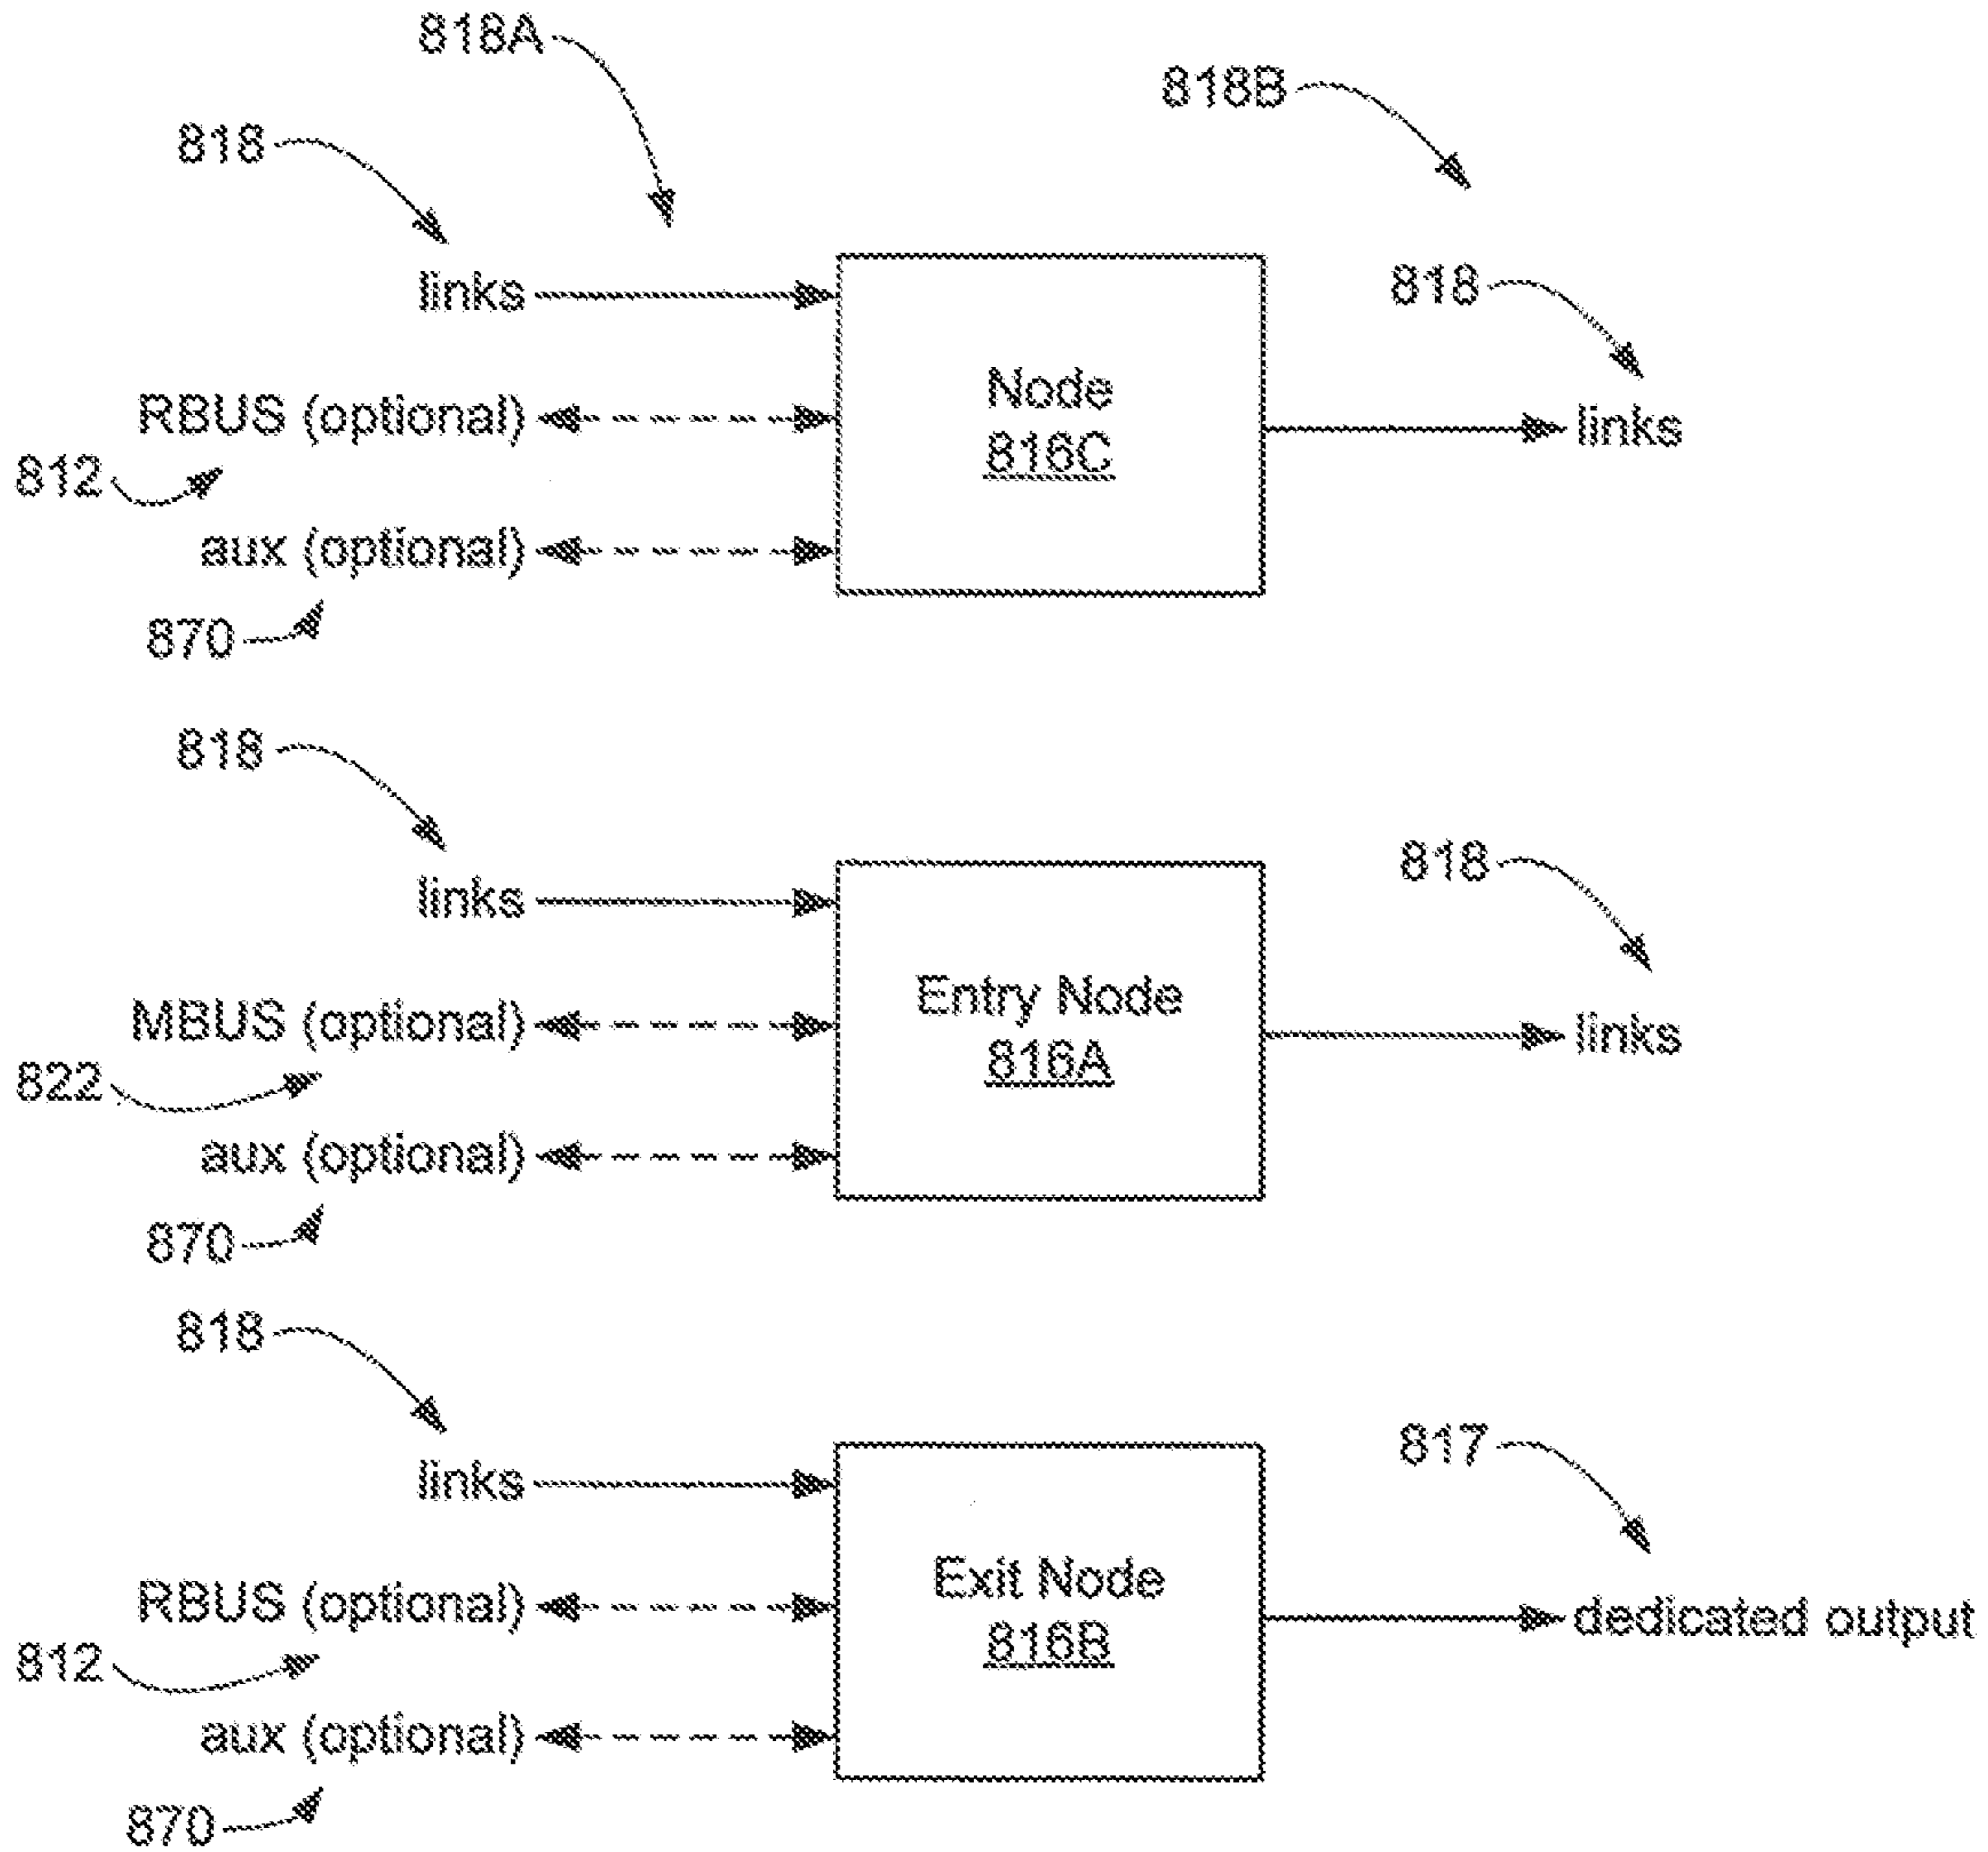 818A
818B
818
818
links
links
RBUS (optional)
Node
816C
812
aux (optional)
870
818
818
links
Entry Node
816A
MBUS (optional)
links
822
aux (optional)
870
818
817
links
Exit Node
816B
RBUS (optional)
dedicated output
812
aux (optional)
870